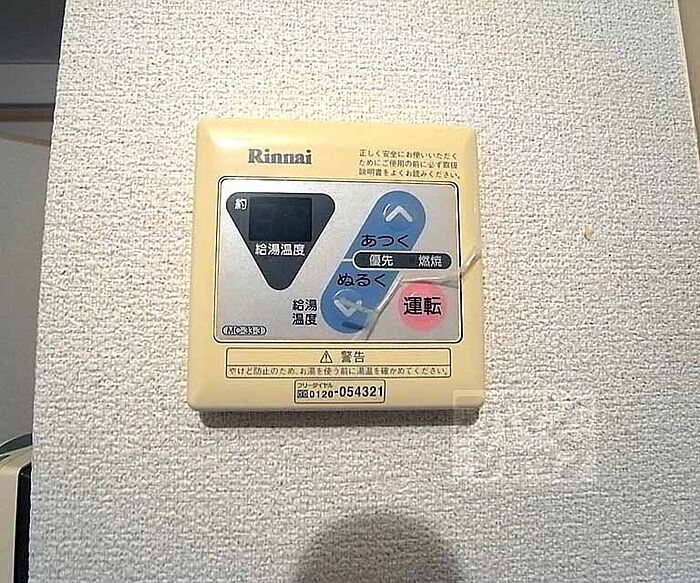 Rinnai
正しく安全にお使いいただく
ためにご使用の前に必ず取扱
説明書をよくお読みください。
約
給湯温度
あつく
優先 燃焼
ぬるく
給湯
温度
運転
MC-33-3
⚠ 警告
やけど防止のため、お湯を使う前に湯温を確かめてください。
フリーダイヤル
0120-054321